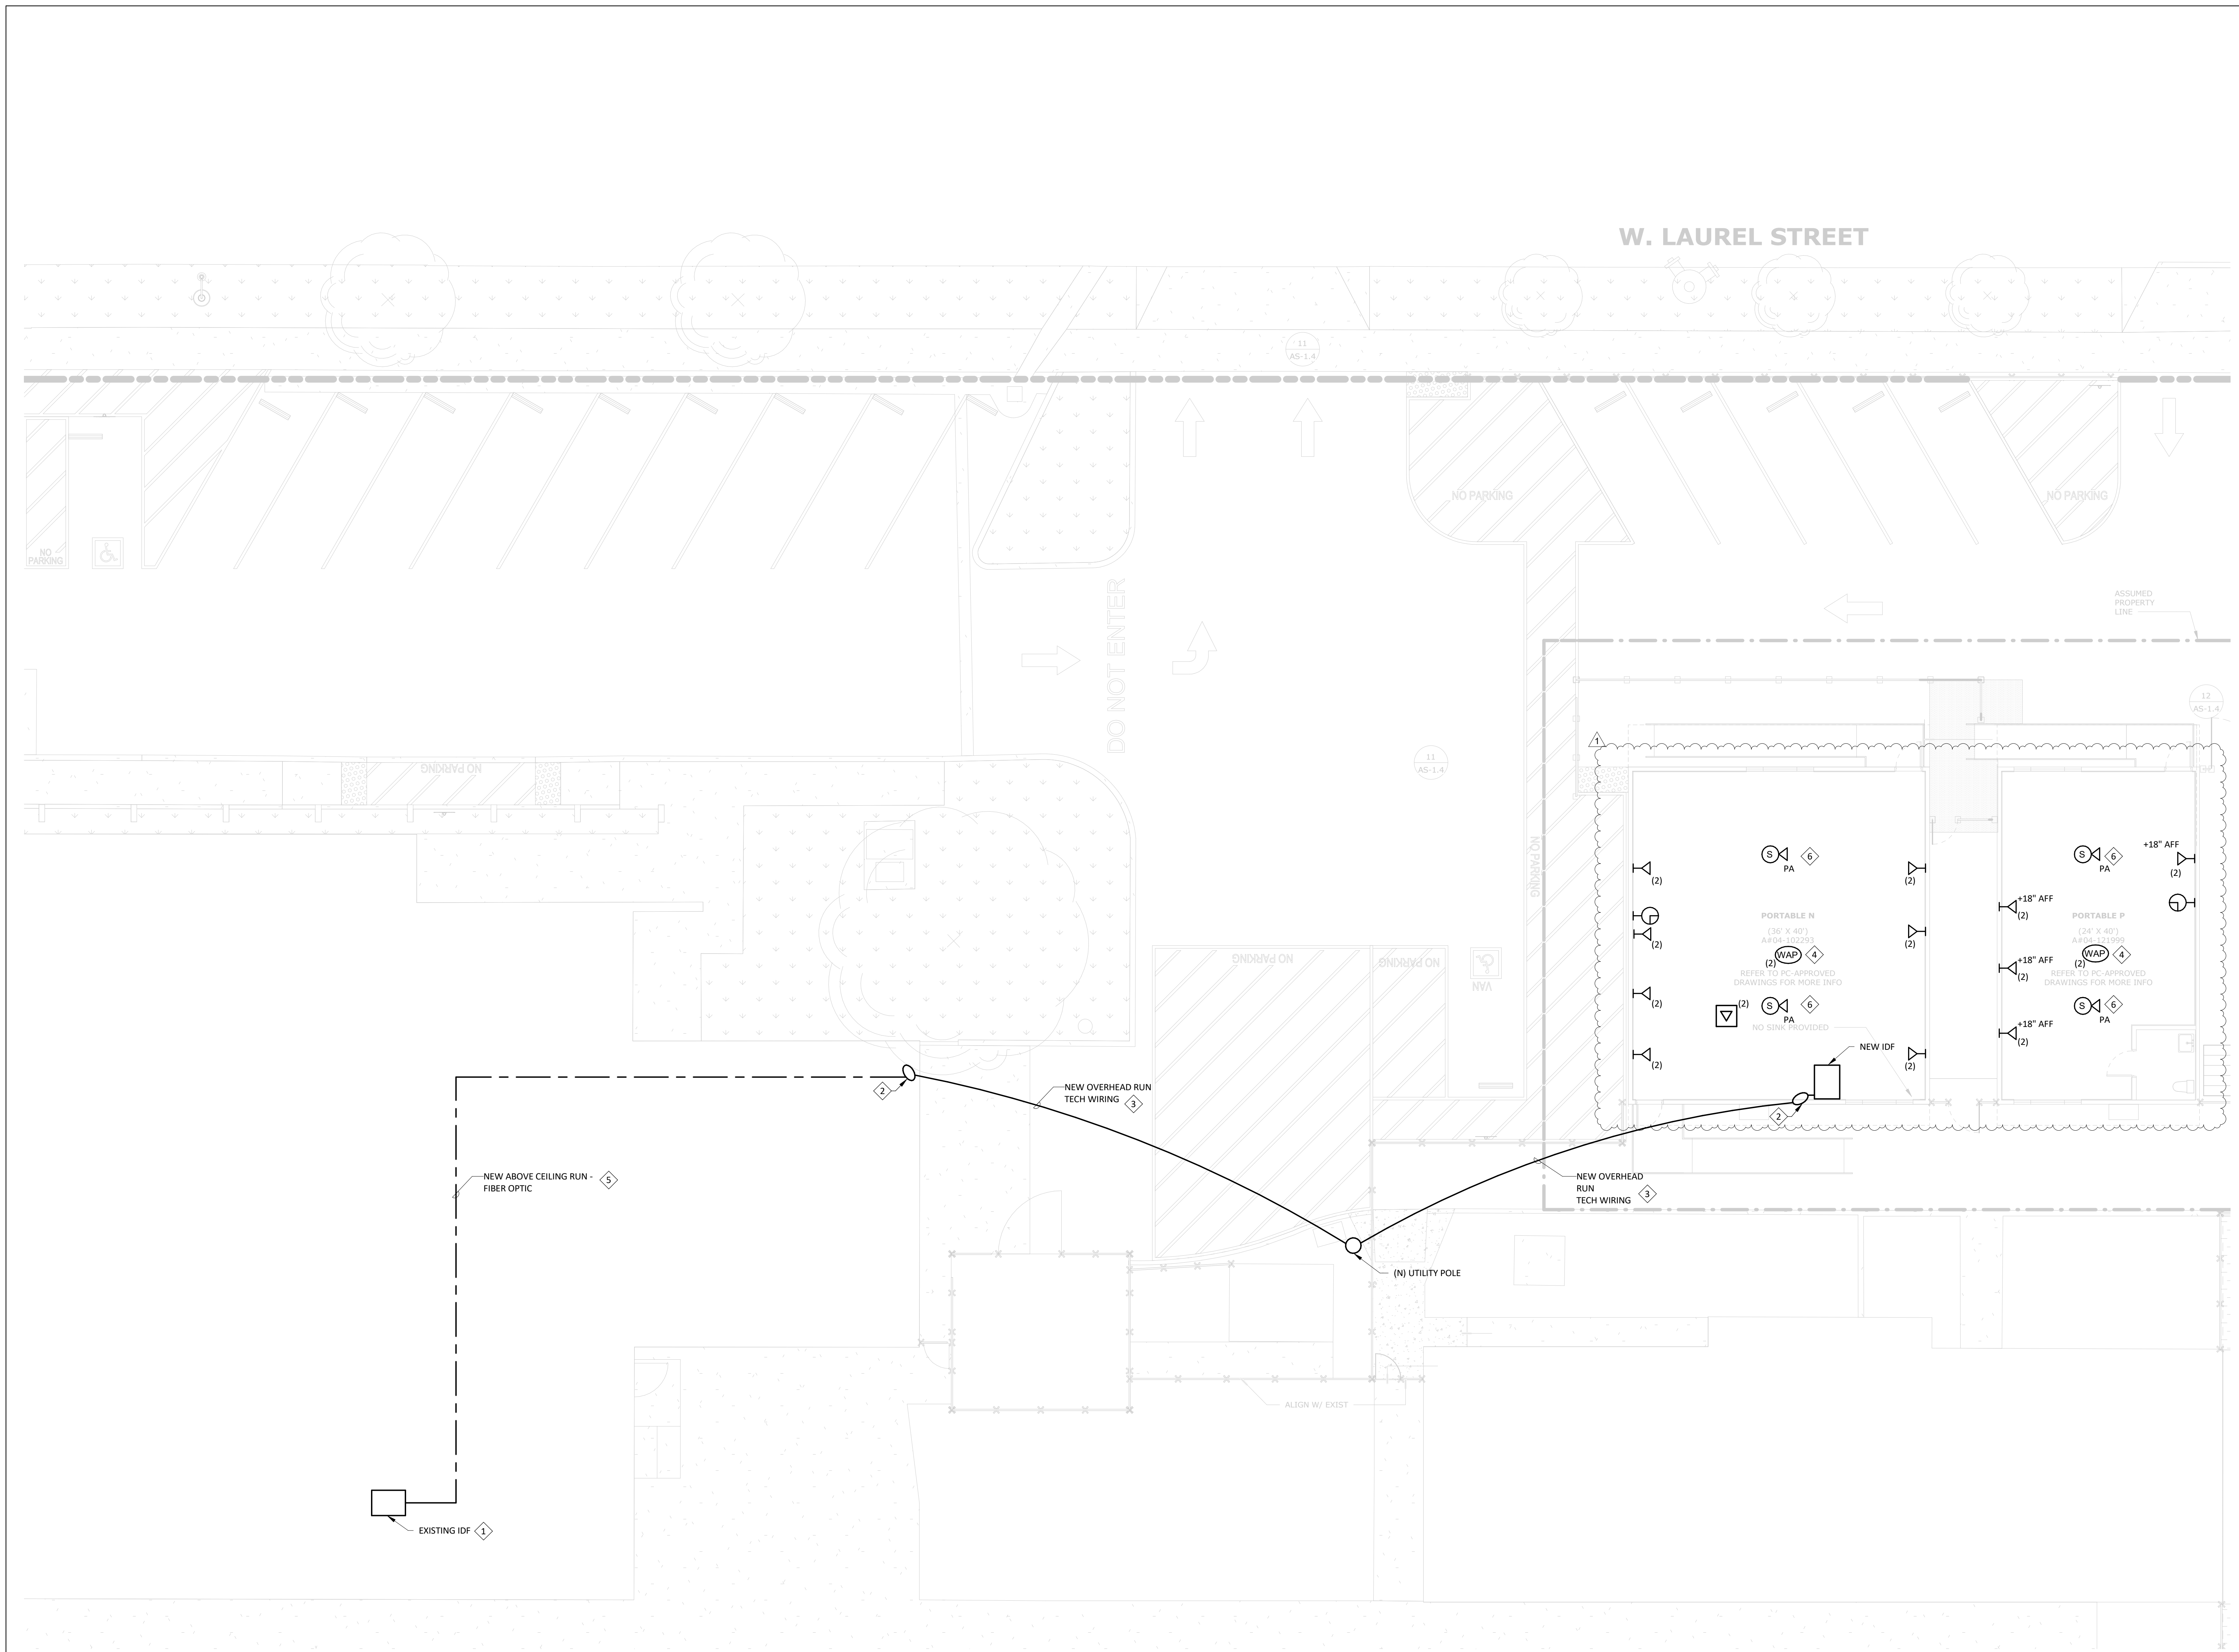 W. LAUREL STREET
11
AS-1.4
NO PARKING
NO PARKING
NO
PARKING
DO NOT ENTER
ASSUMED
PROPERTY
LINE
12
AS-1.4
1
11
AS-1.4
NO PARKING
NO PARKING
S
6
PA
S
6
PA
+18" AFF
(2)
(2)
(2)
(2)
+18" AFF
(2)
PORTABLE N
(36' X 40')
A#04-102293
(2)
WAP
4
REFER TO PC-APPROVED
DRAWINGS FOR MORE INFO
(2)
(2)
PORTABLE P
(24' X 40')
A#04-121999
(2)
WAP
4
REFER TO PC-APPROVED
DRAWINGS FOR MORE INFO
+18" AFF
(2)
NO PARKING
NO PARKING
VAN
(2)
(2)
S
6
PA
NO SINK PROVIDED
S
6
PA
+18" AFF
(2)
(2)
(2)
NEW IDF
2
NEW OVERHEAD RUN
TECH WIRING
3
2
NEW ABOVE CEILING RUN -
FIBER OPTIC
5
NEW OVERHEAD
RUN
TECH WIRING
3
(N) UTILITY POLE
ALIGN W/ EXIST
EXISTING IDF
1